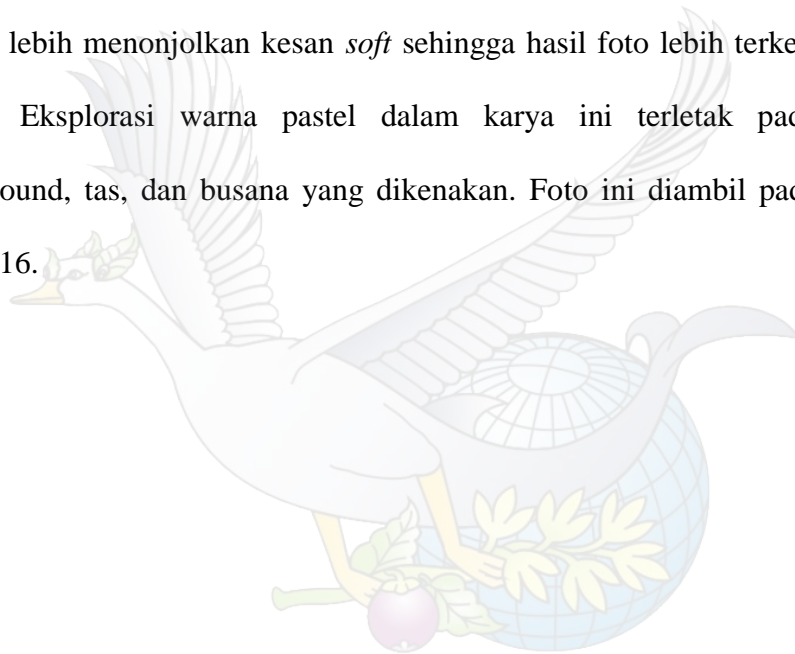 lebih menonjolkan kesan soft sehingga hasil foto lebih terke
Eksplorasi warna pastel dalam karya ini terletak pad
ound, tas, dan busana yang dikenakan. Foto ini diambil pad
16.